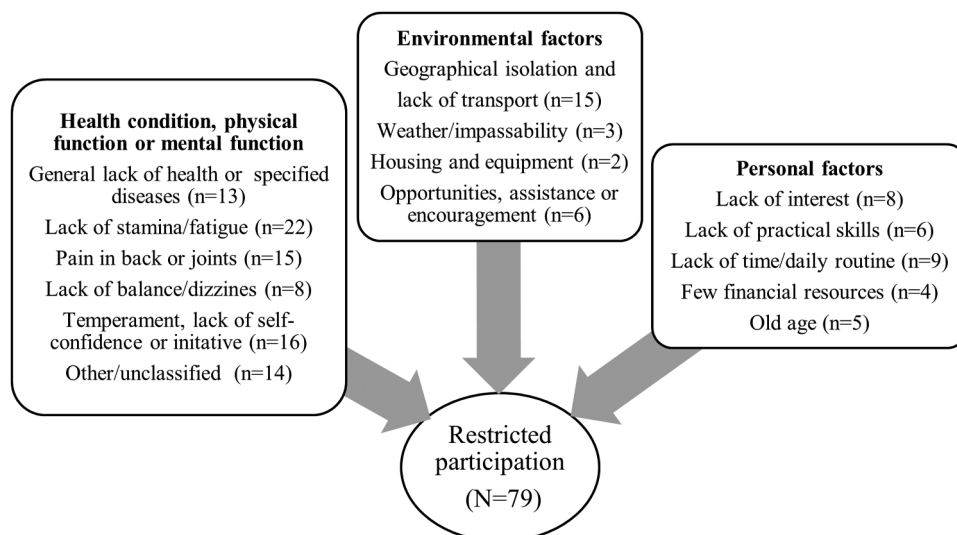 Health condition, physical
function or mental function
General lack of health or specified
diseases (n=13)
Lack of stamina/fatigue (n=22)
Pain in back or joints (n=15)
Lack of balance/dizzines (n=8)
Temperament, lack of self-
confidence or initative (n=16)
Other/unclassified (n=14)
Environmental factors
Geographical isolation and
lack of transport (n=15)
Weather/impassability (n=3)
Housing and equipment (n=2)
Opportunities, assistance or
encouragement (n=6)
Personal factors
Lack of interest (n=8)
Lack of practical skills (n=6)
Lack of time/daily routine (n=9)
Few financial resources (n=4)
Old age (n=5)
Restricted
participation
(N=79)